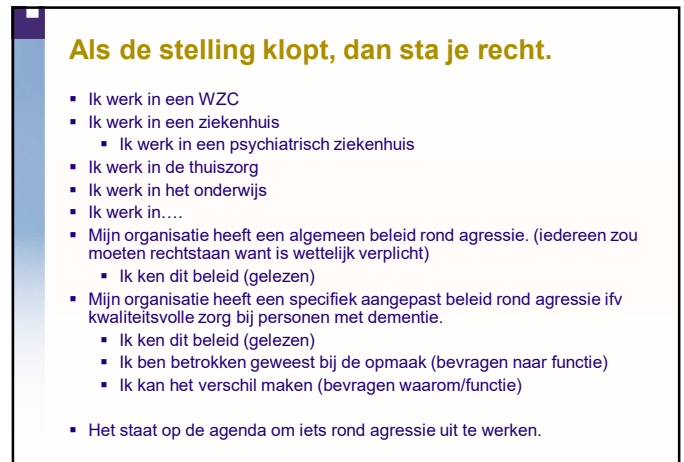 Als de stelling klopt, dan sta je recht.
▪ Ik werk in een WZC
▪ Ik werk in een ziekenhuis
▪ Ik werk in een psychiatrisch ziekenhuis
▪ Ik werk in de thuiszorg
▪ Ik werk in het onderwijs
▪ Ik werk in….
▪ Mijn organisatie heeft een algemeen beleid rond agressie. (iedereen zou
moeten rechtstaan want is wettelijk verplicht)
▪ Ik ken dit beleid (gelezen)
▪ Mijn organisatie heeft een specifiek aangepast beleid rond agressie ifv
kwaliteitsvolle zorg bij personen met dementie.
▪ Ik ken dit beleid (gelezen)
▪ Ik ben betrokken geweest bij de opmaak (bevragen naar functie)
▪ Ik kan het verschil maken (bevragen waarom/functie)
▪ Het staat op de agenda om iets rond agressie uit te werken.